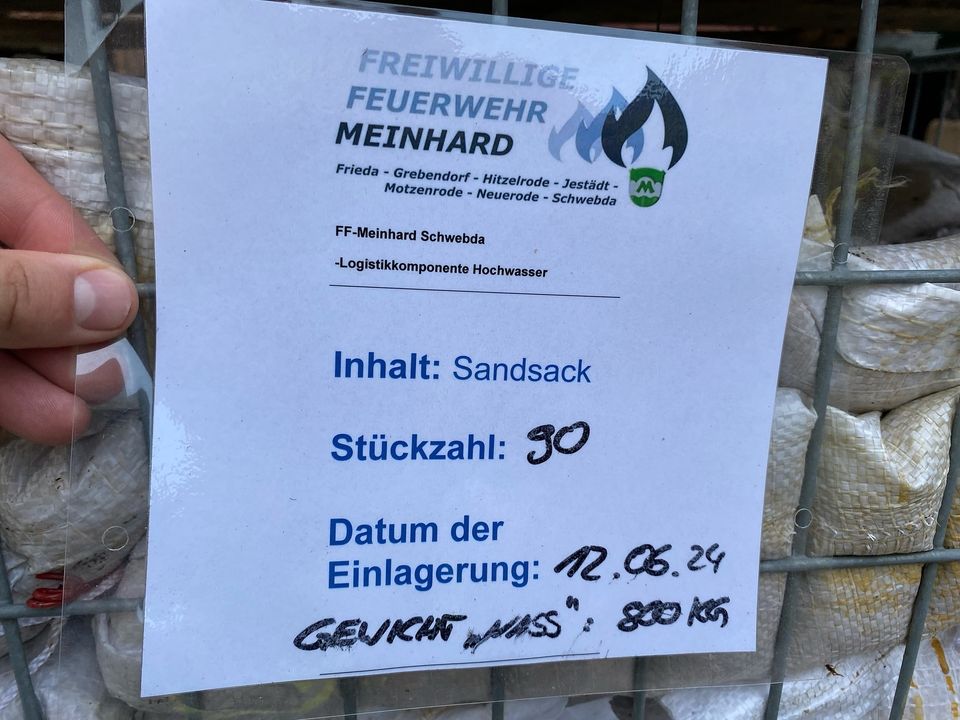 FREIWILLIGE
FEUERWEHR
MEINHARD
Frieda - Grebendorf - Hitzelrode - Jestädt -
Motzenrode - Neuerode - Schwebda
M
FF-Meinhard Schwebda
-Logistikkomponente Hochwasser
Inhalt: Sandsack
Stückzahl: 90
Datum der
Einlagerung: 12.06.24
GEWICHT „NASS“: 800 KG